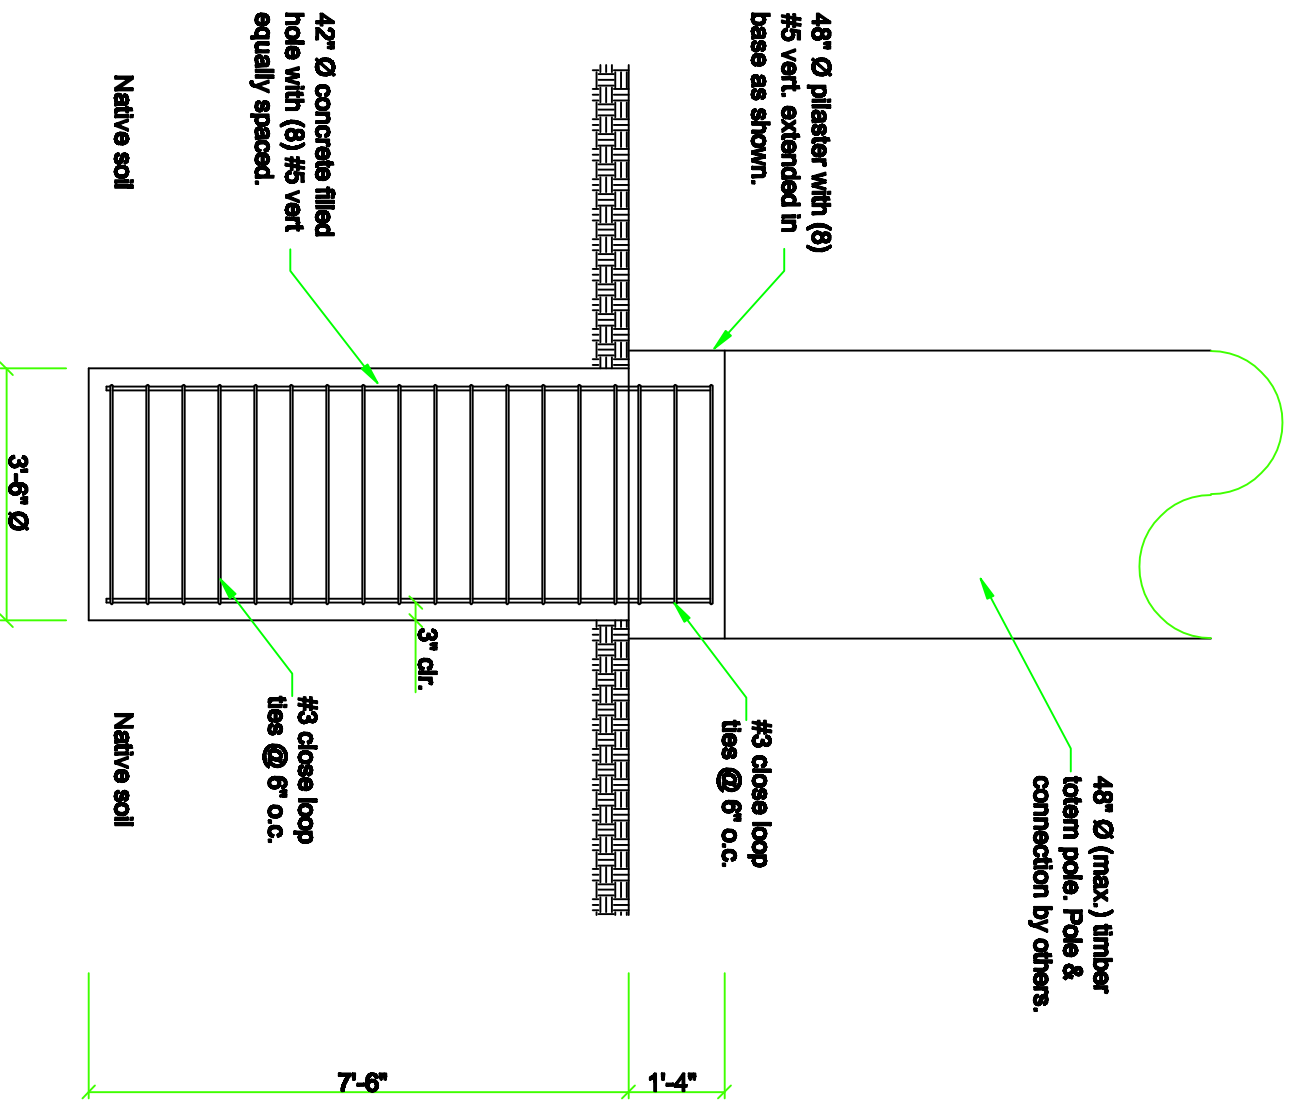 48" Ø (max.) timber
totem pole. Pole &
connection by others.
48" Ø pilaster with (8)
#5 vert. extended in
base as shown.
#3 close loop
ties @ 6" o.c.
1'-4"
7'-6"
42" Ø concrete filled
hole with (8) #5 vert
equally spaced.
3" clr.
#3 close loop
ties @ 6" o.c.
Native soil
Native soil
3'-6" Ø